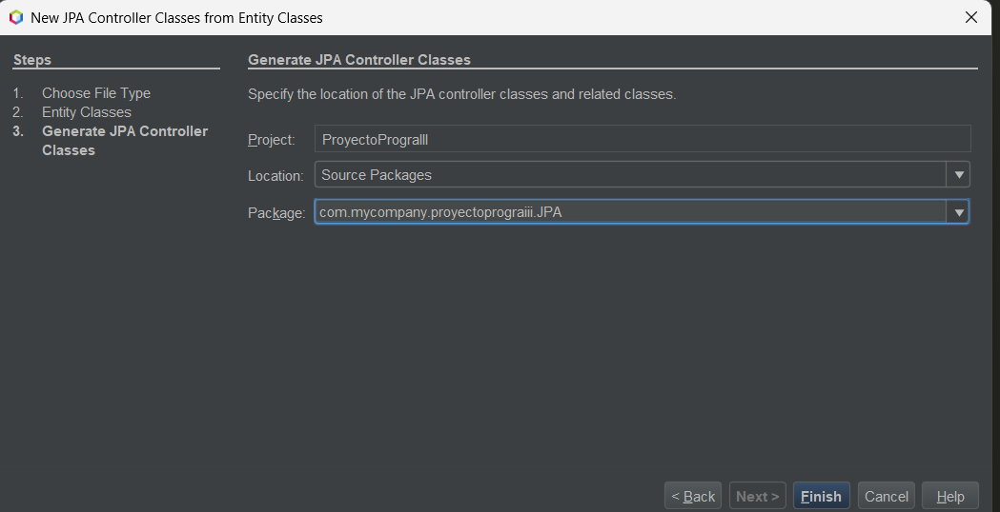 New JPA Controller Classes from Entity Classes
Steps
1. Choose File Type
2. Entity Classes
3. Generate JPA Controller
Classes
Generate JPA Controller Classes
Specify the location of the JPA controller classes and related classes.
Project: ProyectoPrograIII
Location: Source Packages
Package: com.mycompany.proyectoprograiii.JPA
< Back Next > Finish Cancel Help